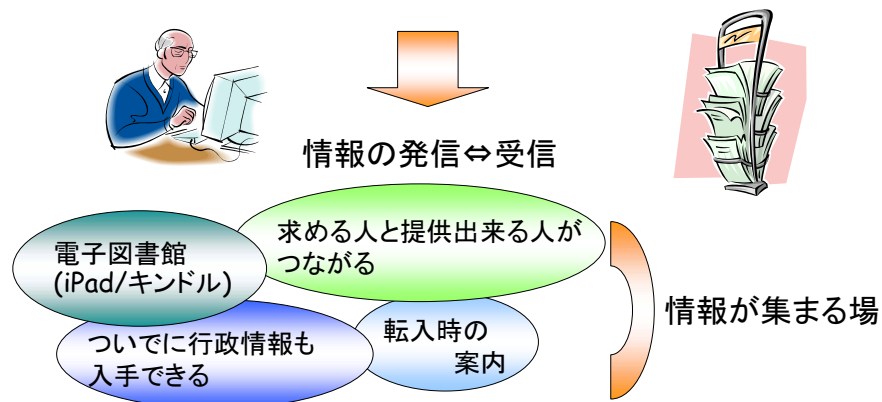 情報の発信⇔受信
求める人と提供出来る人が
つながる
電子図書館
(iPad/キンドル)
情報が集まる場
ついでに行政情報も
入手できる
転入時の
案内